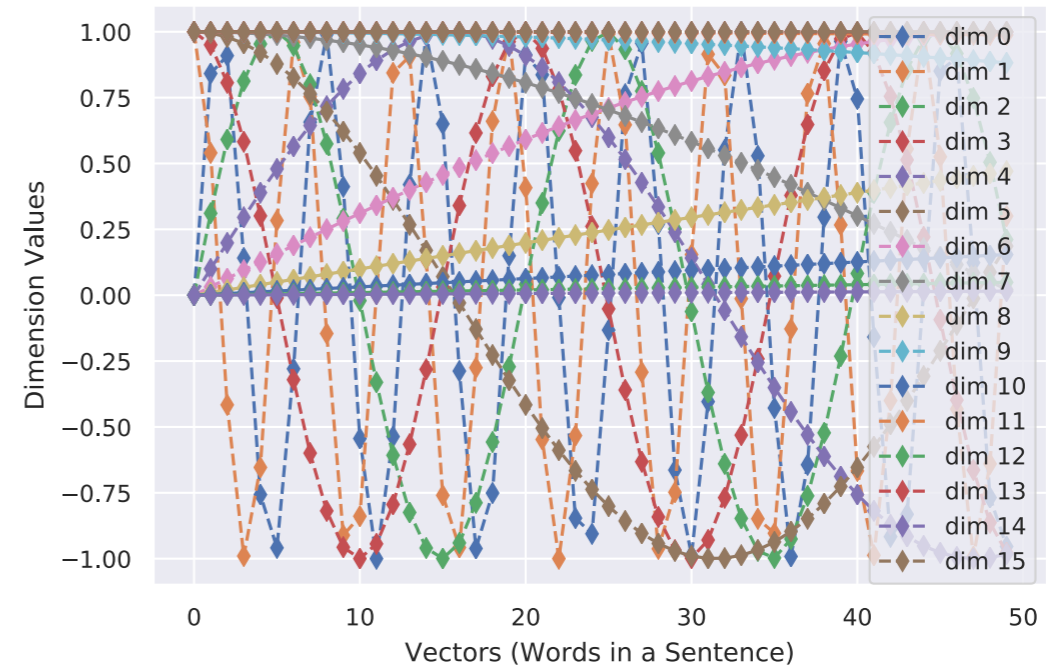 Dimension Values
1.00
0.75
0.50
0.25
0.00
−0.25
−0.50
−0.75
−1.00
0 10 20 30 40 50
Vectors (Words in a Sentence)
dim 0
dim 1
dim 2
dim 3
dim 4
dim 5
dim 6
dim 7
dim 8
dim 9
dim 10
dim 11
dim 12
dim 13
dim 14
dim 15